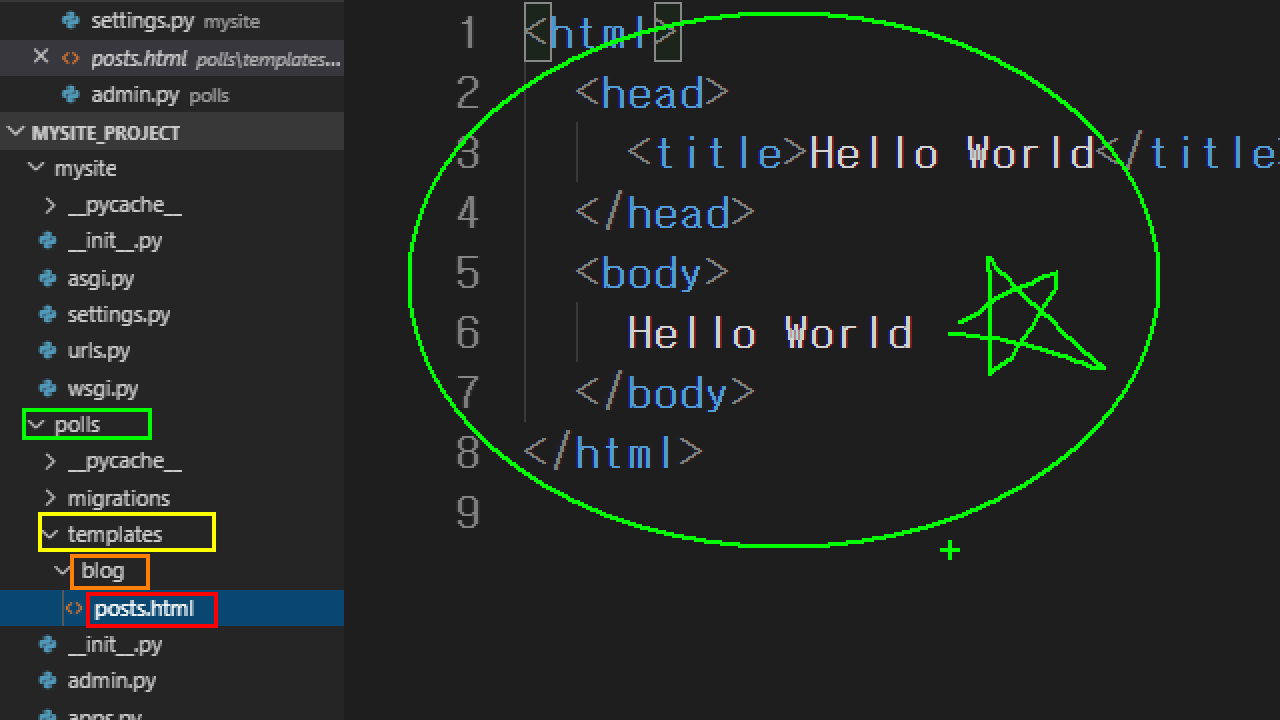 settings.py mysite
posts.html polls\templates...
admin.py polls
MYSITE_PROJECT
mysite
__pycache__
__init__.py
asgi.py
settings.py
urls.py
wsgi.py
polls
__pycache__
migrations
templates
blog
posts.html
__init__.py
admin.py
apps.py
1 <html>
2 <head>
3 <title>Hello World</title>
4 </head>
5 <body>
6 Hello World
7 </body>
8 </html>
9